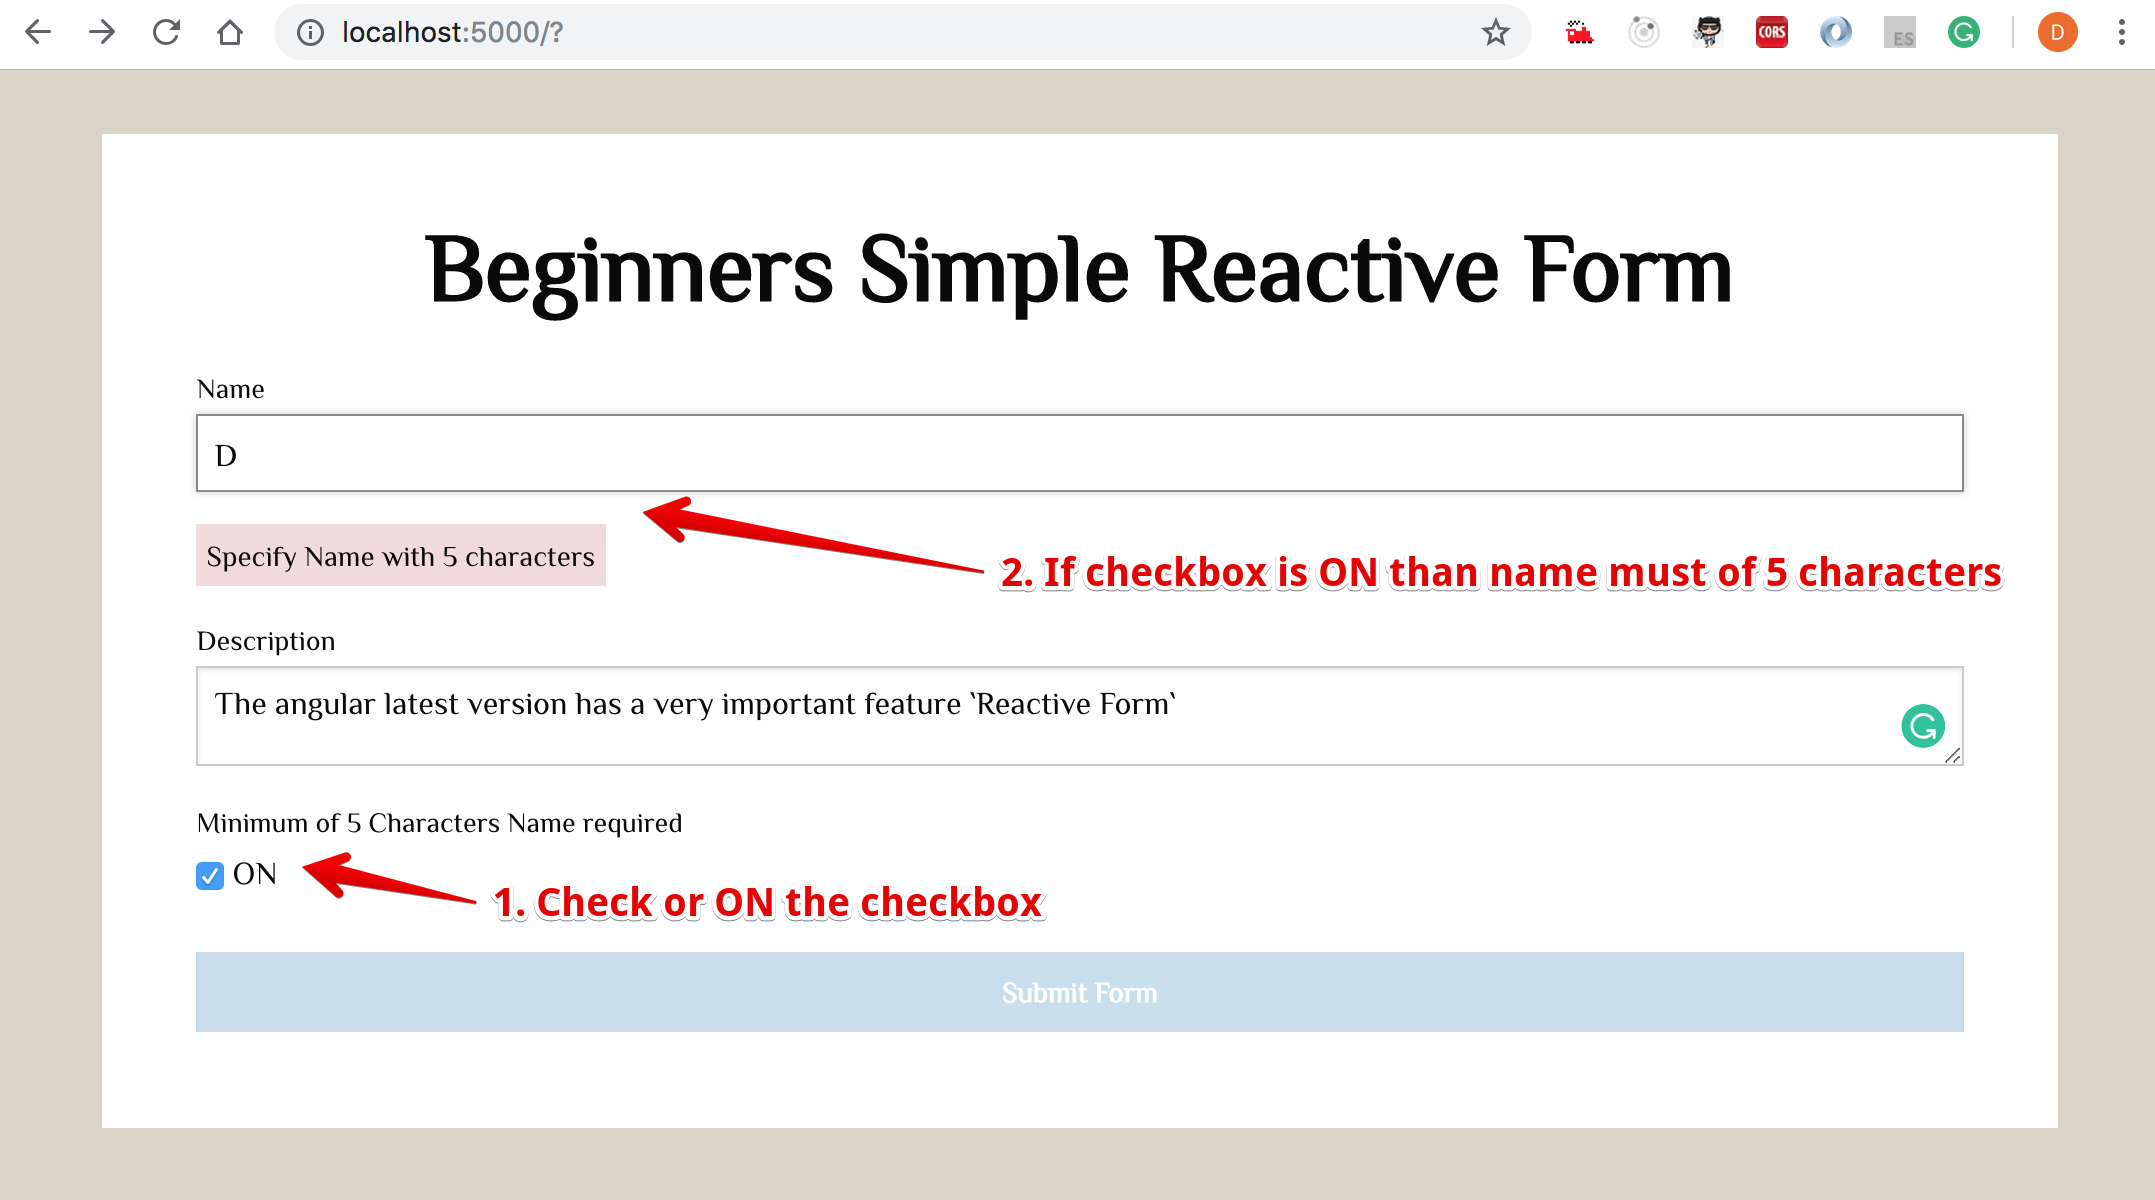 localhost:5000/?
CORS
ES
D
Beginners Simple Reactive Form
Name
D
Specify Name with 5 characters
2. If checkbox is ON than name must of 5 characters
Description
The angular latest version has a very important feature `Reactive Form`
Minimum of 5 Characters Name required
ON
1. Check or ON the checkbox
Submit Form